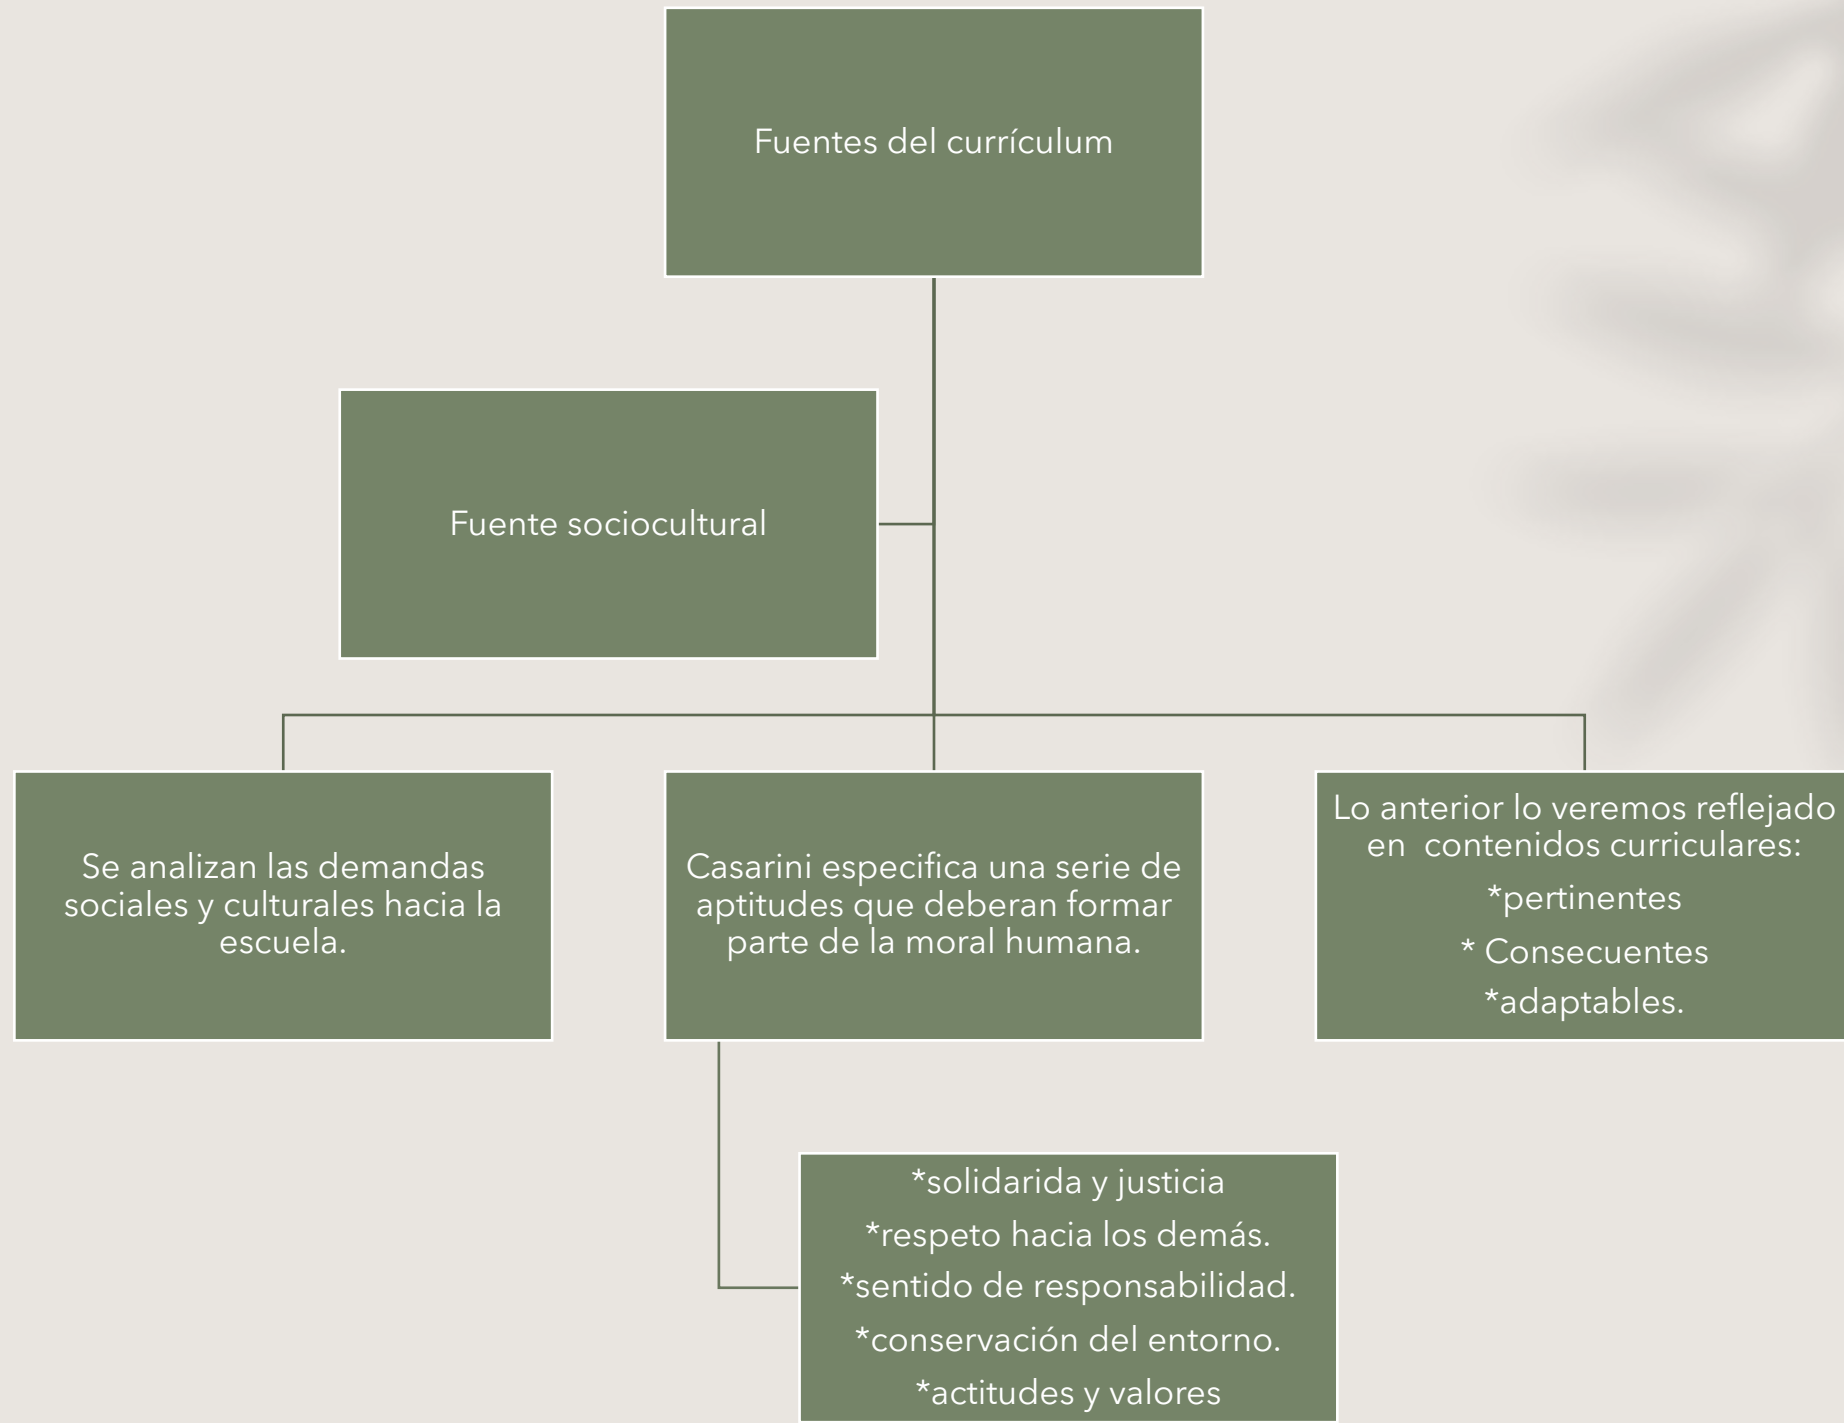 Fuentes del currículum
Fuente sociocultural
Se analizan las demandas
sociales y culturales hacia la
escuela.
Casarini especifica una serie de
aptitudes que deberan formar
parte de la moral humana.
Lo anterior lo veremos reflejado
en  contenidos curriculares:
*pertinentes
* Consecuentes
*adaptables.
*solidarida y justicia
*respeto hacia los demás.
*sentido de responsabilidad.
*conservación del entorno.
*actitudes y valores